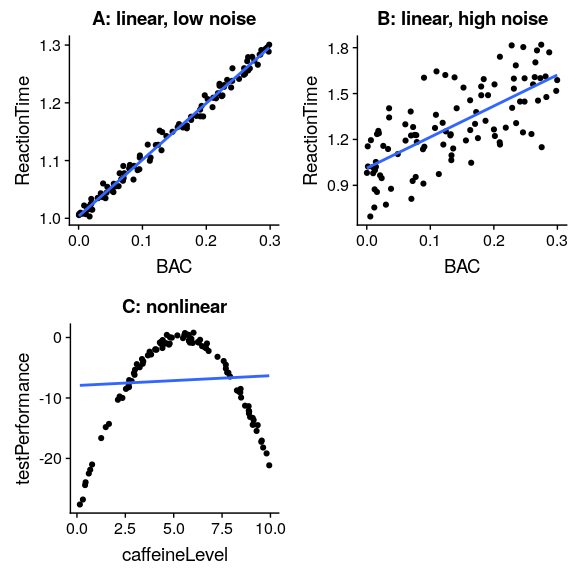 A: linear, low noise
ReactionTime
1.3
1.2
1.1
1.0
0.0 0.1 0.2 0.3
BAC
B: linear, high noise
ReactionTime
1.8
1.5
1.2
0.9
0.0 0.1 0.2 0.3
BAC
C: nonlinear
testPerformance
0
-10
-20
0.0 2.5 5.0 7.5 10.0
caffeineLevel